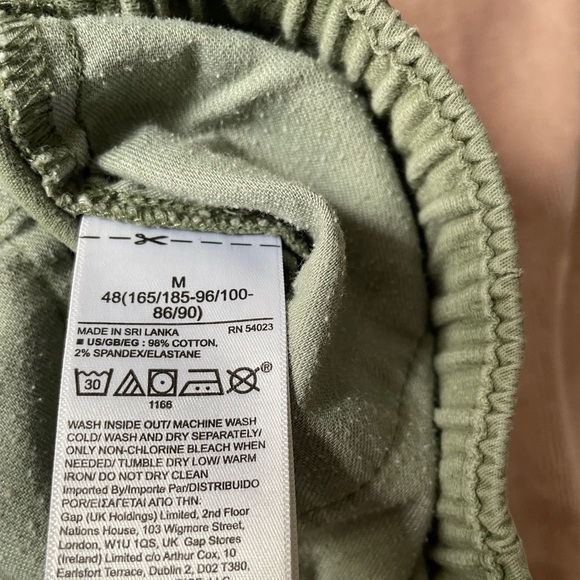 M
48(165/185-96/100-
86/90)
MADE IN SRI LANKA RN 54023
■ US/GB/EG : 98% COTTON,
2% SPANDEX/ELASTANE
30 ®
1166
WASH INSIDE OUT/ MACHINE WASH
COLD/ WASH AND DRY SEPARATELY/
ONLY NON-CHLORINE BLEACH WHEN
NEEDED/ TUMBLE DRY LOW/ WARM
IRON/ DO NOT DRY CLEAN
Imported By/Importe Par/DISTRIBUIDO
POR/ΕΙΣΑΓΕΤΑΙ ΑΠΟ ΤΗΝ:
Gap (UK Holdings) Limited, 2nd Floor
Nations House, 103 Wigmore Street,
London, W1U 1QS, UK Gap Stores
(Ireland) Limited c/o Arthur Cox, 10
Earlsfort Terrace, Dublin 2, D02 T380,